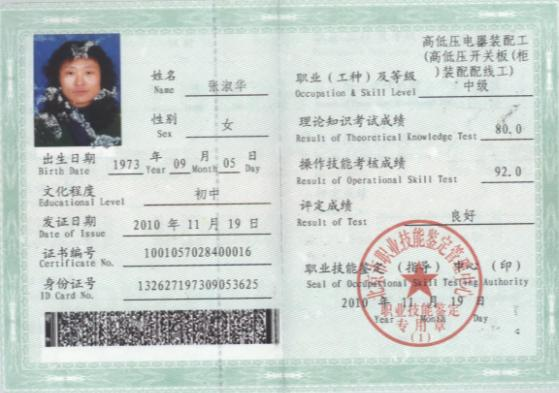 姓名 张淑华
Name
性别 女
Sex
出生日期 1973 年 09 月 05 日
Birth Date Year Month Day
文化程度 初中
Educational Level
发证日期 2010 年 11 月 19 日
Date of Issue
证书编号 1001057028400016
Certificate No.
身份证号 132627197309053625
ID Card No.
高低压电器装配工
(高低压开关板(柜
职业（工种）及等级 )装配配线工)
Occupation & Skill Level 中级
理论知识考试成绩
Result of Theoretical Knowledge Test 80.0
操作技能考核成绩
Result of Operational Skill Test 92.0
评定成绩 良好
Result of Test
职业技能鉴定（指导）中心（印）
Seal of Occupational Skill Testing Authority
2010 年 11 月 19 日
Year Month Day
北京市职业技能鉴定管理中心
职业技能鉴定
专用章
(1)